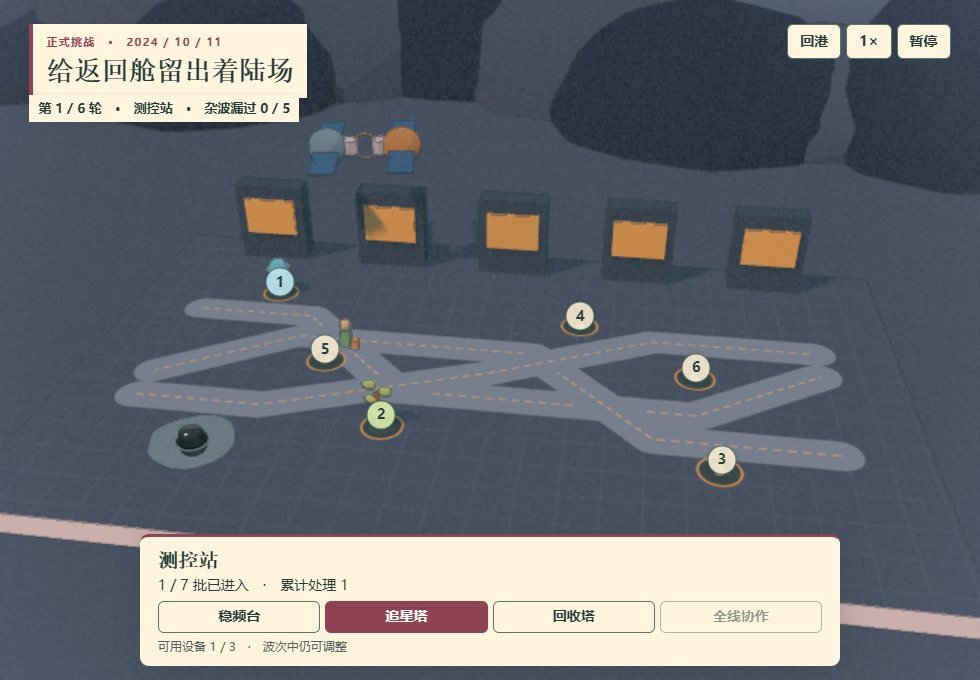 正式挑战 • 2024 / 10 / 11
给返回舱留出着陆场
第 1 / 6 轮 • 测控站 • 杂波漏过 0 / 5
回港
1×
暂停
1
4
5
6
2
3
测控站
1 / 7 批已进入 · 累计处理 1
稳频台
追星塔
回收塔
全线协作
可用设备 1 / 3 · 波次中仍可调整